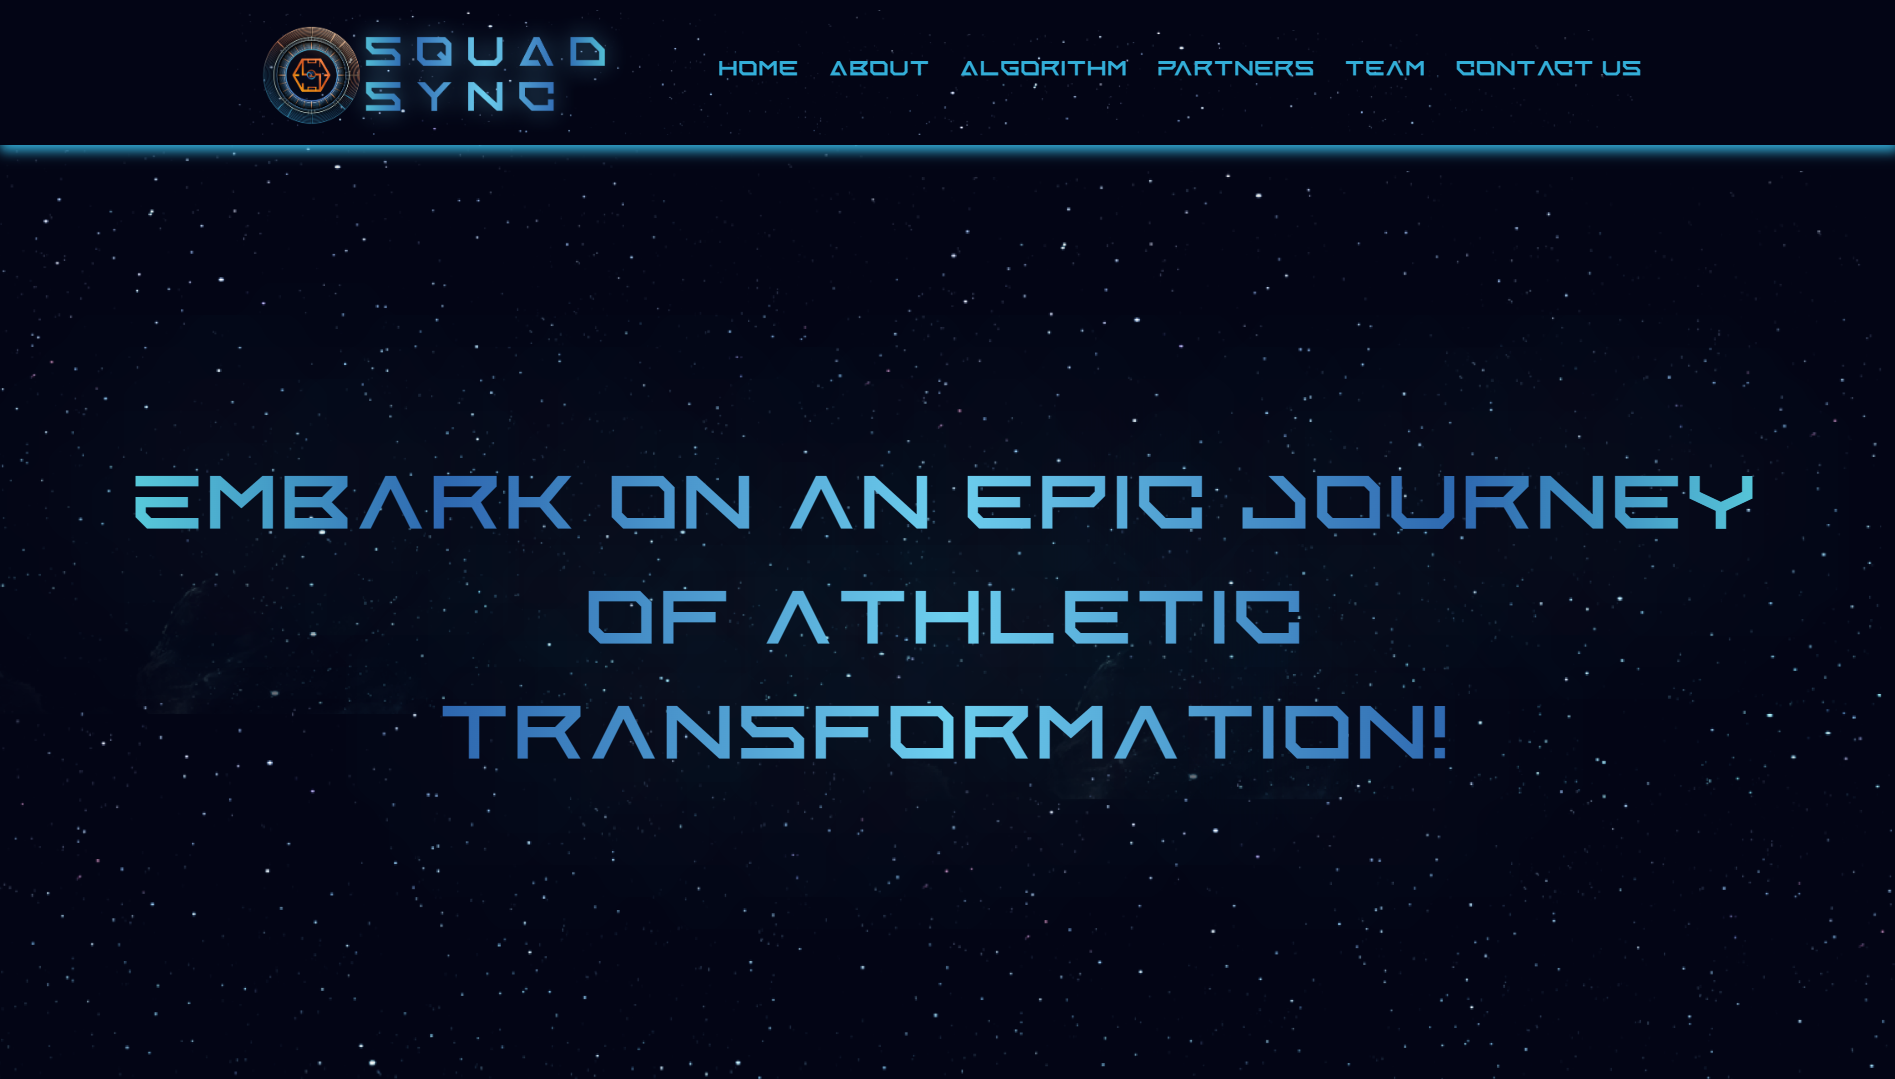 SQUAD
SYNC
HOME ABOUT ALGORITHM PARTNERS TEAM CONTACT US
EMBARK ON AN EPIC JOURNEY
OF ATHLETIC
TRANSFORMATION!